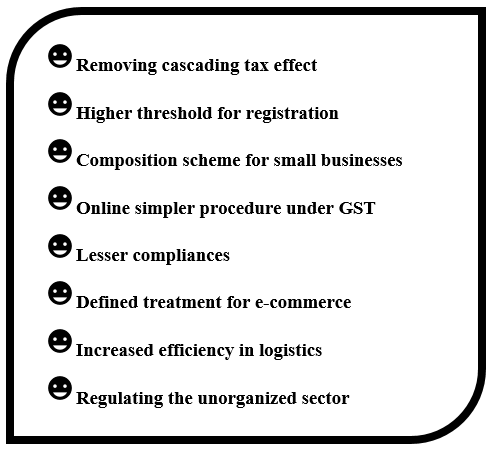 Removing cascading tax effect
Higher threshold for registration
Composition scheme for small businesses
Online simpler procedure under GST
Lesser compliances
Defined treatment for e-commerce
Increased efficiency in logistics
Regulating the unorganized sector